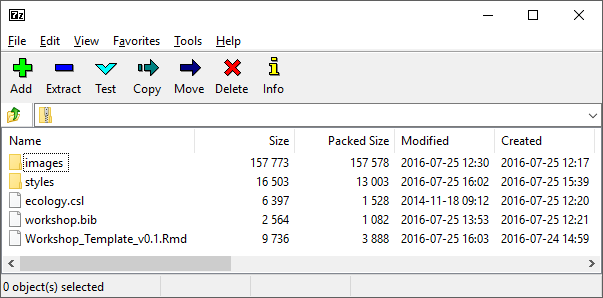 7z
File Edit View Favorites Tools Help
Add Extract Test Copy Move Delete Info
Name Size Packed Size Modified Created
images 157 773 157 578 2016-07-25 12:30 2016-07-25 12:17
styles 16 503 13 003 2016-07-25 16:02 2016-07-25 15:39
ecology.csl 6 397 1 528 2014-11-18 09:12 2016-07-25 12:20
workshop.bib 2 564 1 082 2016-07-25 13:53 2016-07-25 12:21
Workshop_Template_v0.1.Rmd 9 736 3 888 2016-07-25 16:03 2016-07-24 14:59
0 object(s) selected